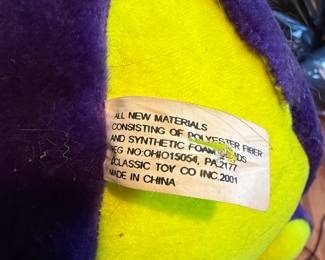 ALL NEW MATERIALS
CONSISTING OF POLYESTER FIBER
AND SYNTHETIC FOAM
REG NO:OHIO15054, PA.2177
CLASSIC TOY CO INC.2001
MADE IN CHINA